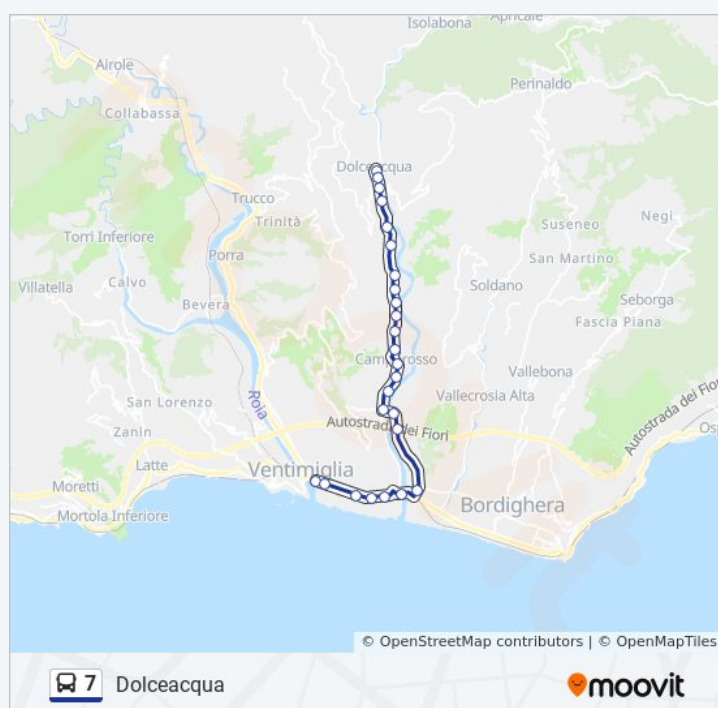 Isolabona
Apricale
Airole
Perinaldo
Collabassa
Dolceacqua
Trucco
Trinità
Negi
Suseneo
Torri Inferiore
San Martino
Porra
Calvo
Soldano
Villatella
Bevera
Seborga
Fascia Piana
Camporosso
Vallebona
Roia
Vallecrosia Alta
San Lorenzo
Autostrada dei Fiori
Autostrada dei Fiori
Zanin
Latte
Ventimiglia
Moretti
Bordighera
Mortola Inferiore
© OpenStreetMap contributors | © OpenMapTiles
7 Dolceacqua
moovit